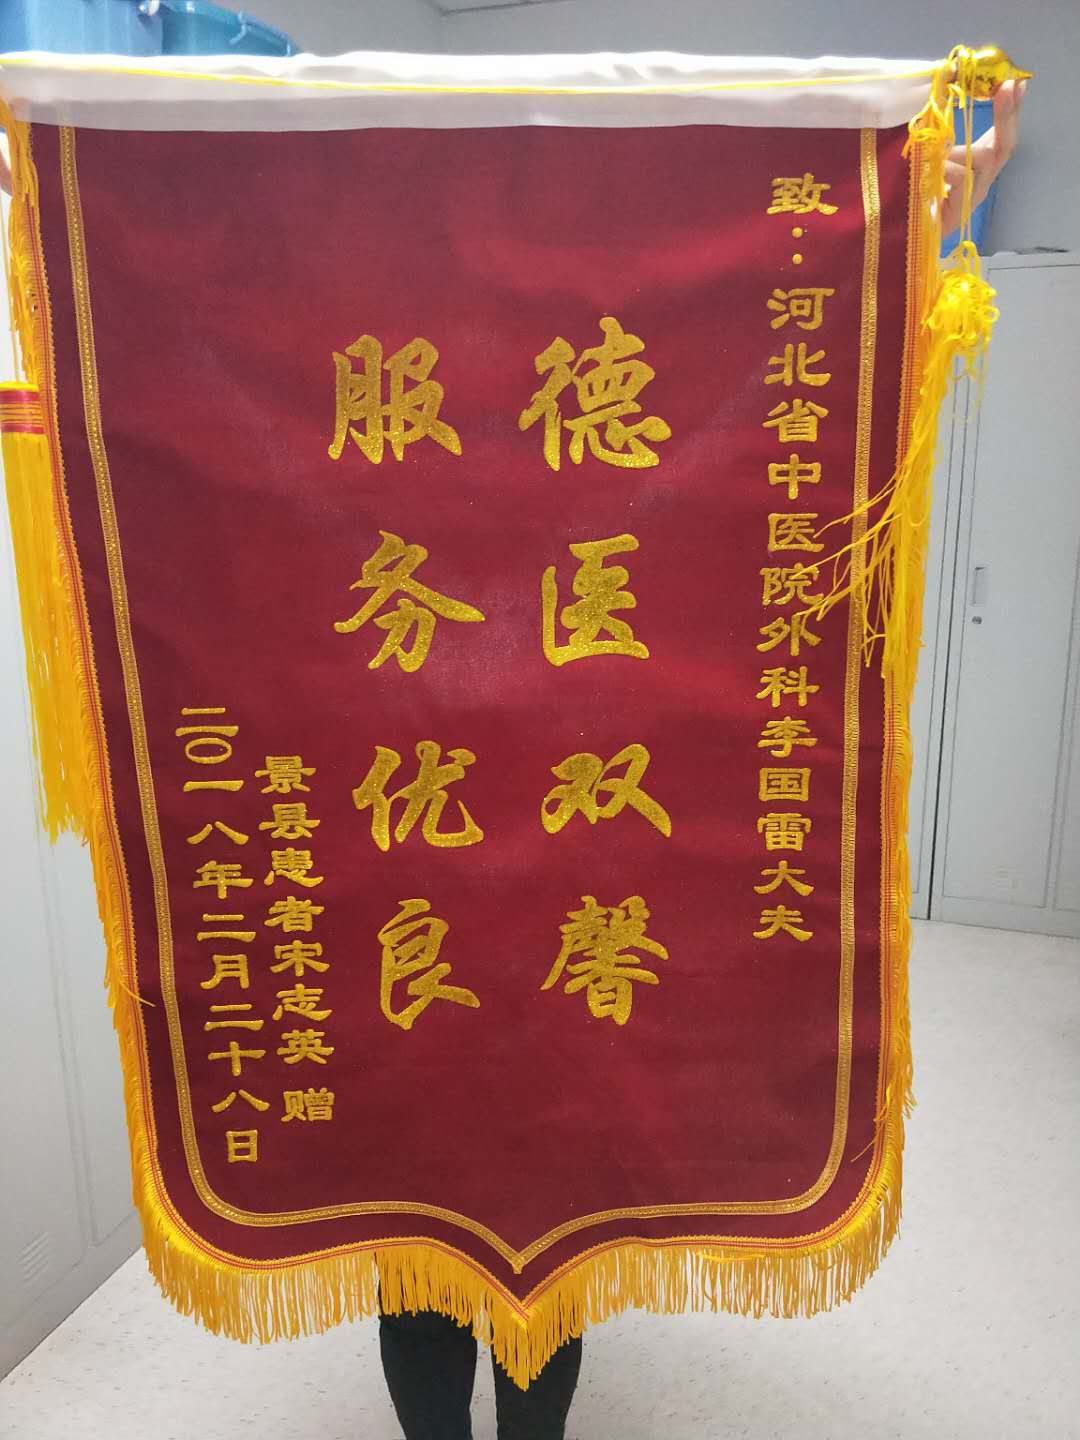 致：河北省中医院外科李国雷大夫
德医双馨
服务优良
景县患者宋志英 赠
二〇一八年二月二十八日